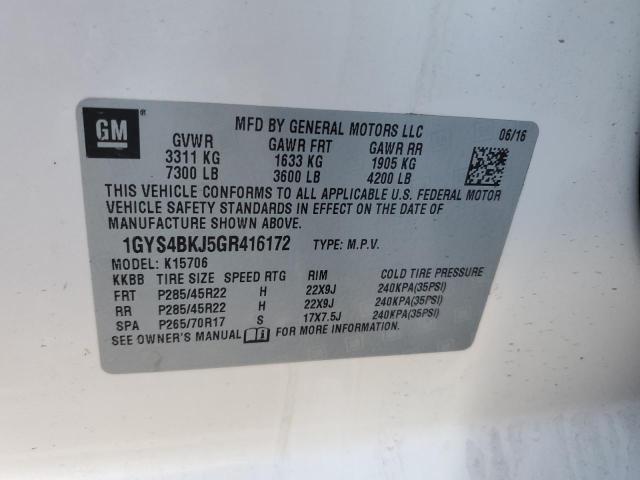 GM ® MFD BY GENERAL MOTORS LLC 06/16
GVWR GAWR FRT GAWR RR
3311 KG 1633 KG 1905 KG
7300 LB 3600 LB 4200 LB
THIS VEHICLE CONFORMS TO ALL APPLICABLE U.S. FEDERAL MOTOR
VEHICLE SAFETY STANDARDS IN EFFECT ON THE DATE OF
MANUFACTURE SHOWN ABOVE.
1GYS4BKJ5GR416172 TYPE: M.P.V.
MODEL: K15706
KKBB TIRE SIZE SPEED RTG RIM COLD TIRE PRESSURE
FRT P285/45R22 H 22X9J 240KPA(35PSI)
RR P285/45R22 H 22X9J 240KPA(35PSI)
SPA P265/70R17 S 17X7.5J 240KPA(35PSI)
SEE OWNER'S MANUAL FOR MORE INFORMATION.